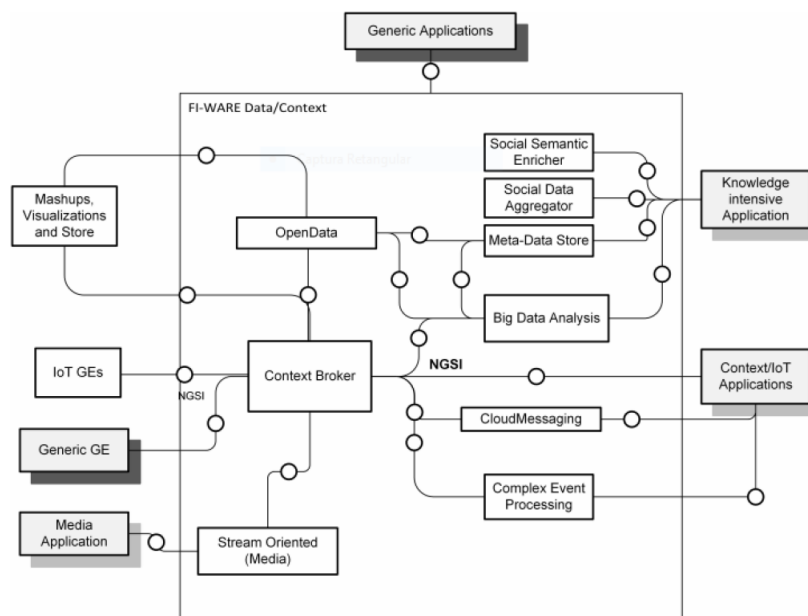 Generic Applications
FI-WARE Data/Context
Social Semantic
Enricher
Mashups,
Visualizations
and Store
Social Data
Aggregator
Knowledge
intensive
Application
OpenData
Meta-Data Store
Big Data Analysis
IoT GEs
NGSI
Context Broker
NGSI
Context/IoT
Applications
CloudMessaging
Generic GE
Complex Event
Processing
Media
Application
Stream Oriented
(Media)